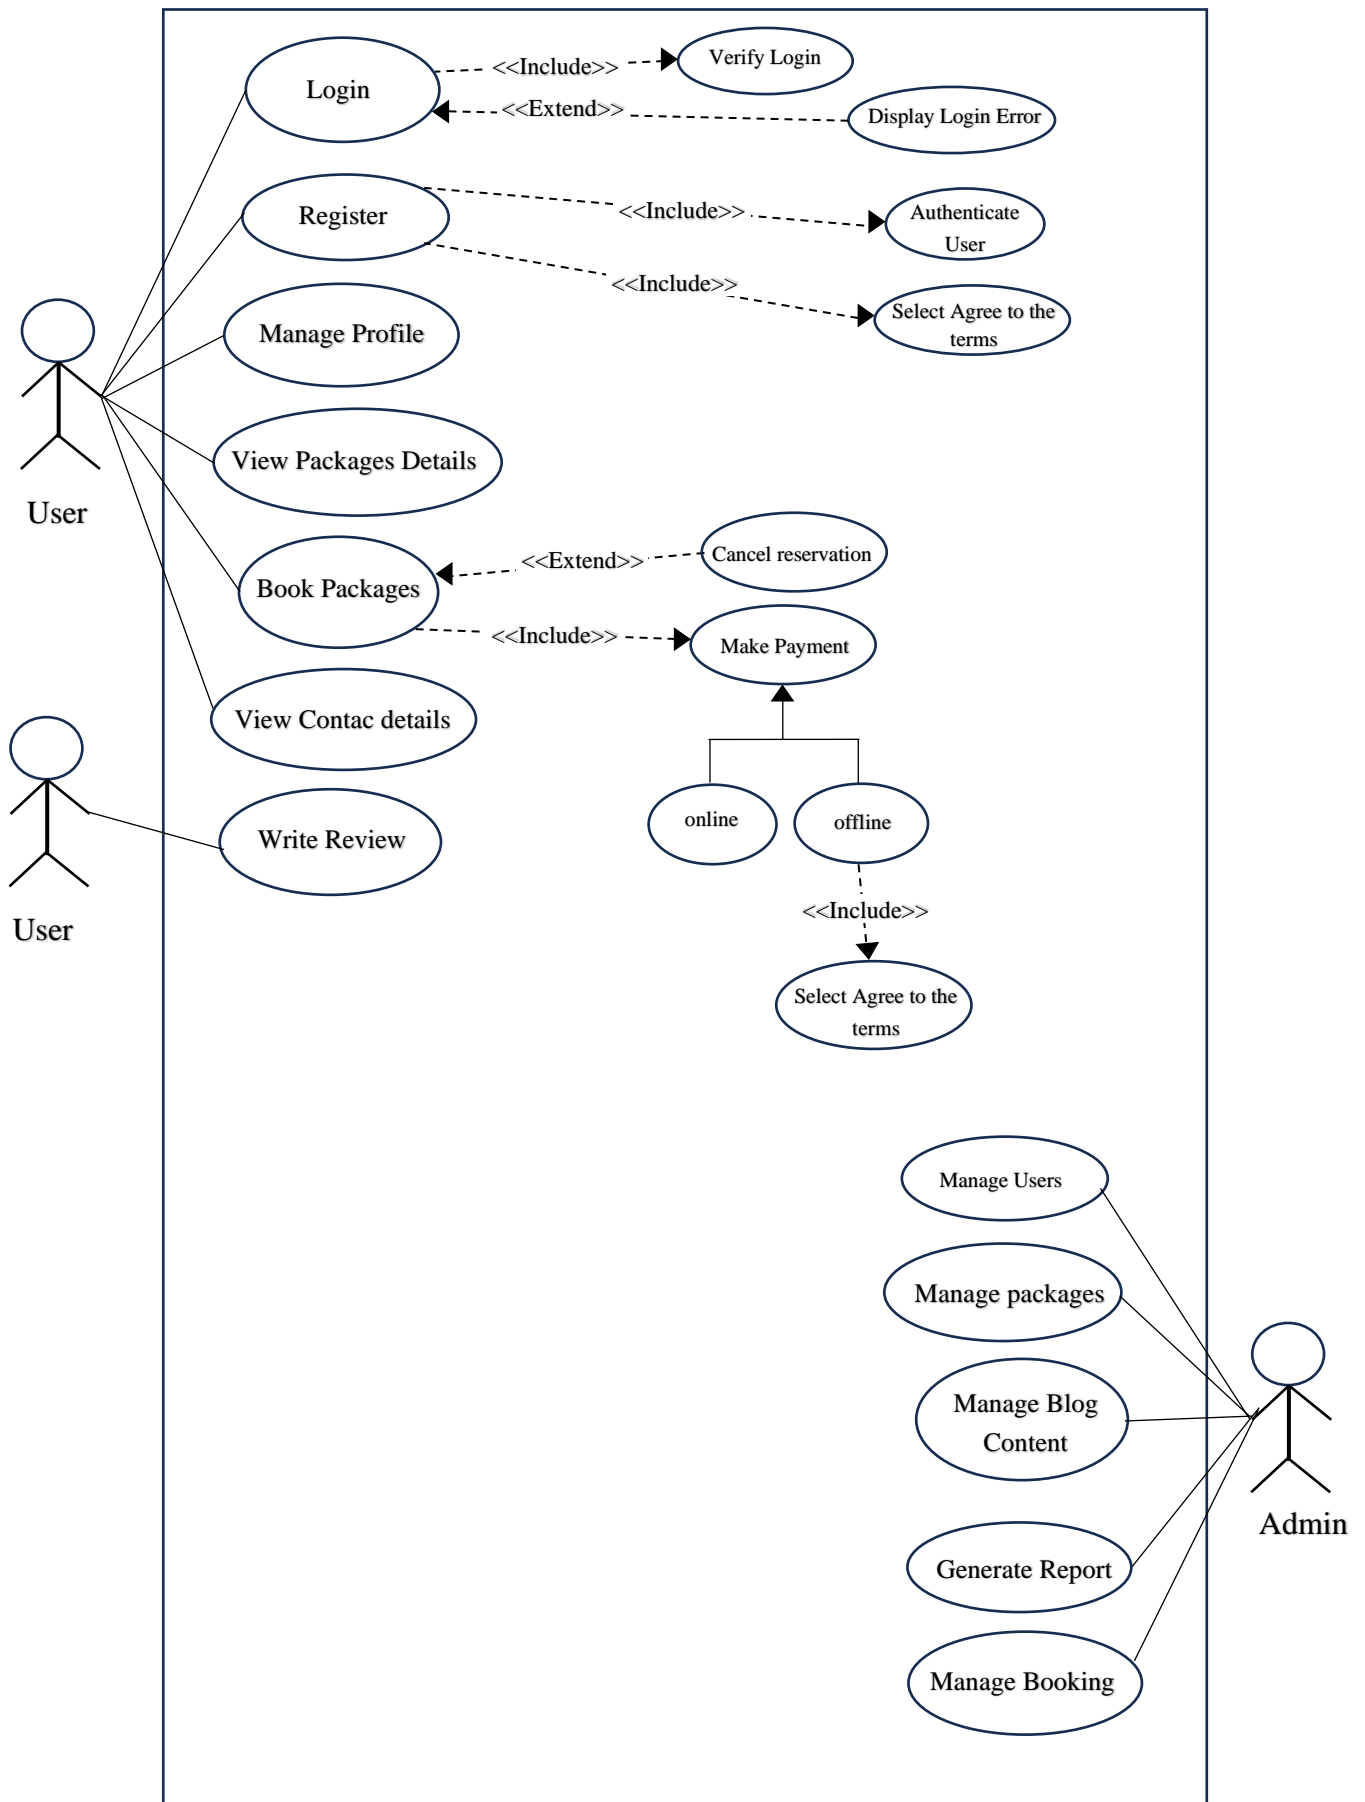 Login
<<Include>>
Verify Login
<<Extend>>
Display Login Error
Register
<<Include>>
Authenticate
User
<<Include>>
Select Agree to the
terms
Manage Profile
View Packages Details
User
Book Packages
<<Extend>>
Cancel reservation
<<Include>>
Make Payment
View Contac details
online
offline
Write Review
User
<<Include>>
Select Agree to the
terms
Manage Users
Manage packages
Manage Blog
Content
Admin
Generate Report
Manage Booking